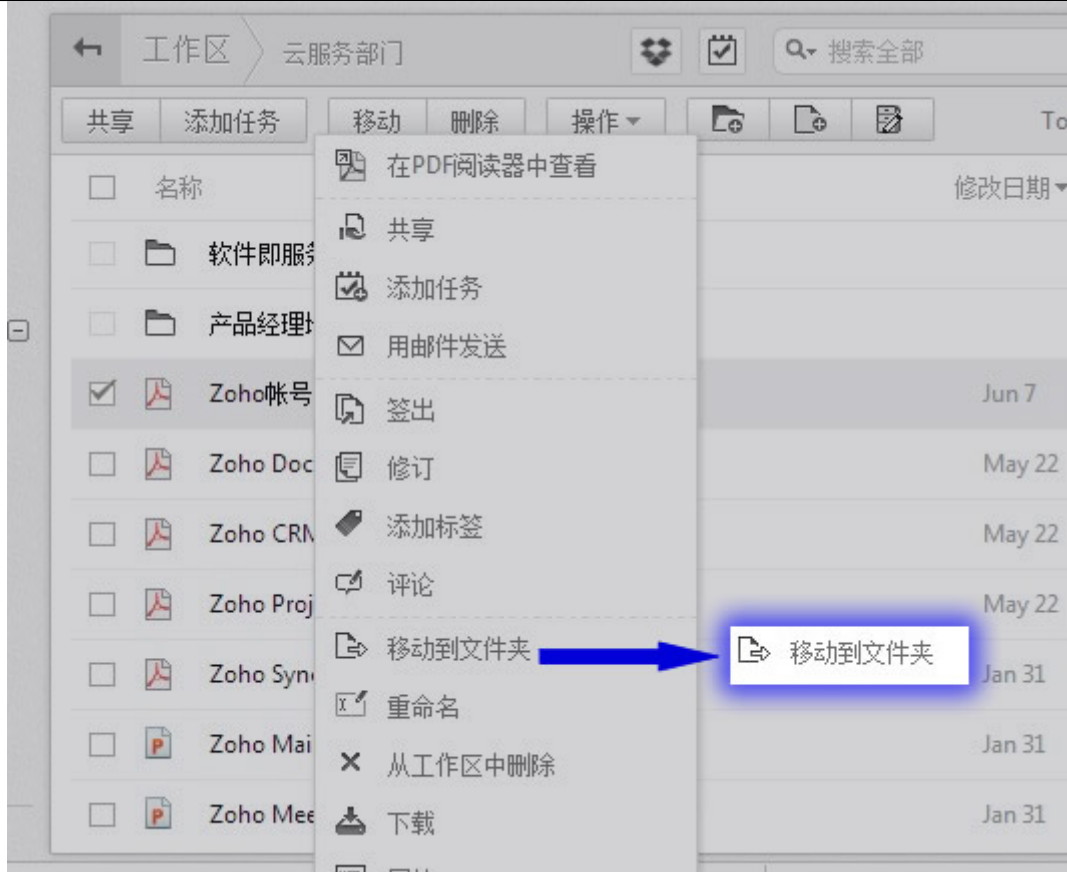 工作区 云服务部门 搜索全部
共享 添加任务 移动 删除 操作 To
名称 修改日期
在PDF阅读器中查看
共享
添加任务
用邮件发送
签出
修订
添加标签
评论
移动到文件夹
重命名
从工作区中删除
下载
软件即服务
产品经理
Zoho帐号 Jun 7
Zoho Doc May 22
Zoho CRM May 22
Zoho Proj May 22
Zoho Syn Jan 31
Zoho Mai Jan 31
Zoho Mee Jan 31
移动到文件夹